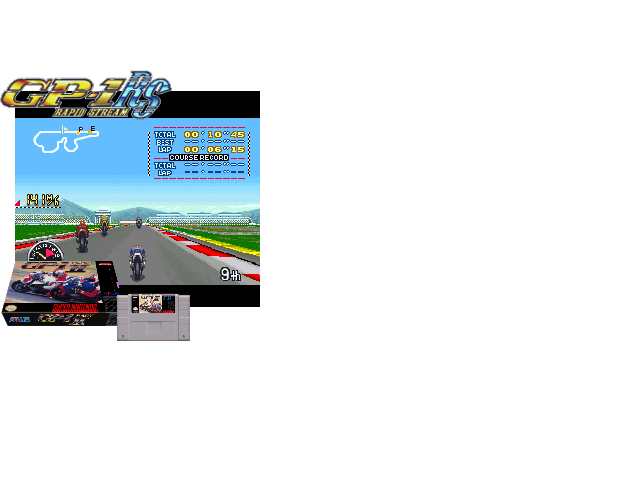 GP-1 RS
RAPID STREAM
P E
TOTAL 00'10"45
BEST --'--"--
LAP 00'06"15
COURSE RECORD
TOTAL --'--"--
LAP --'--"--
9th
SUPER NINTENDO
ATLUS